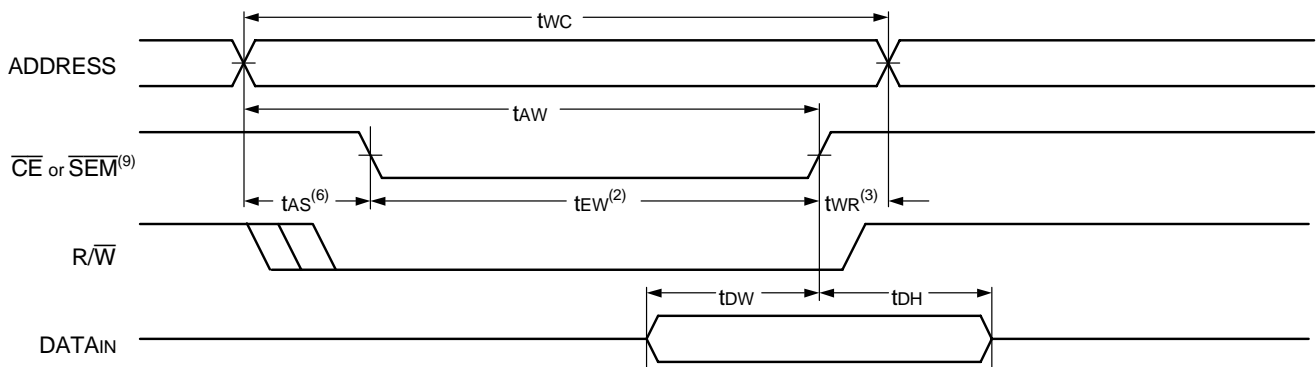 tWC
ADDRESS
tAW
CE or SEM(9)
tAS(6) tEW(2) tWR(3)
R/W
tDW tDH
DATAIN